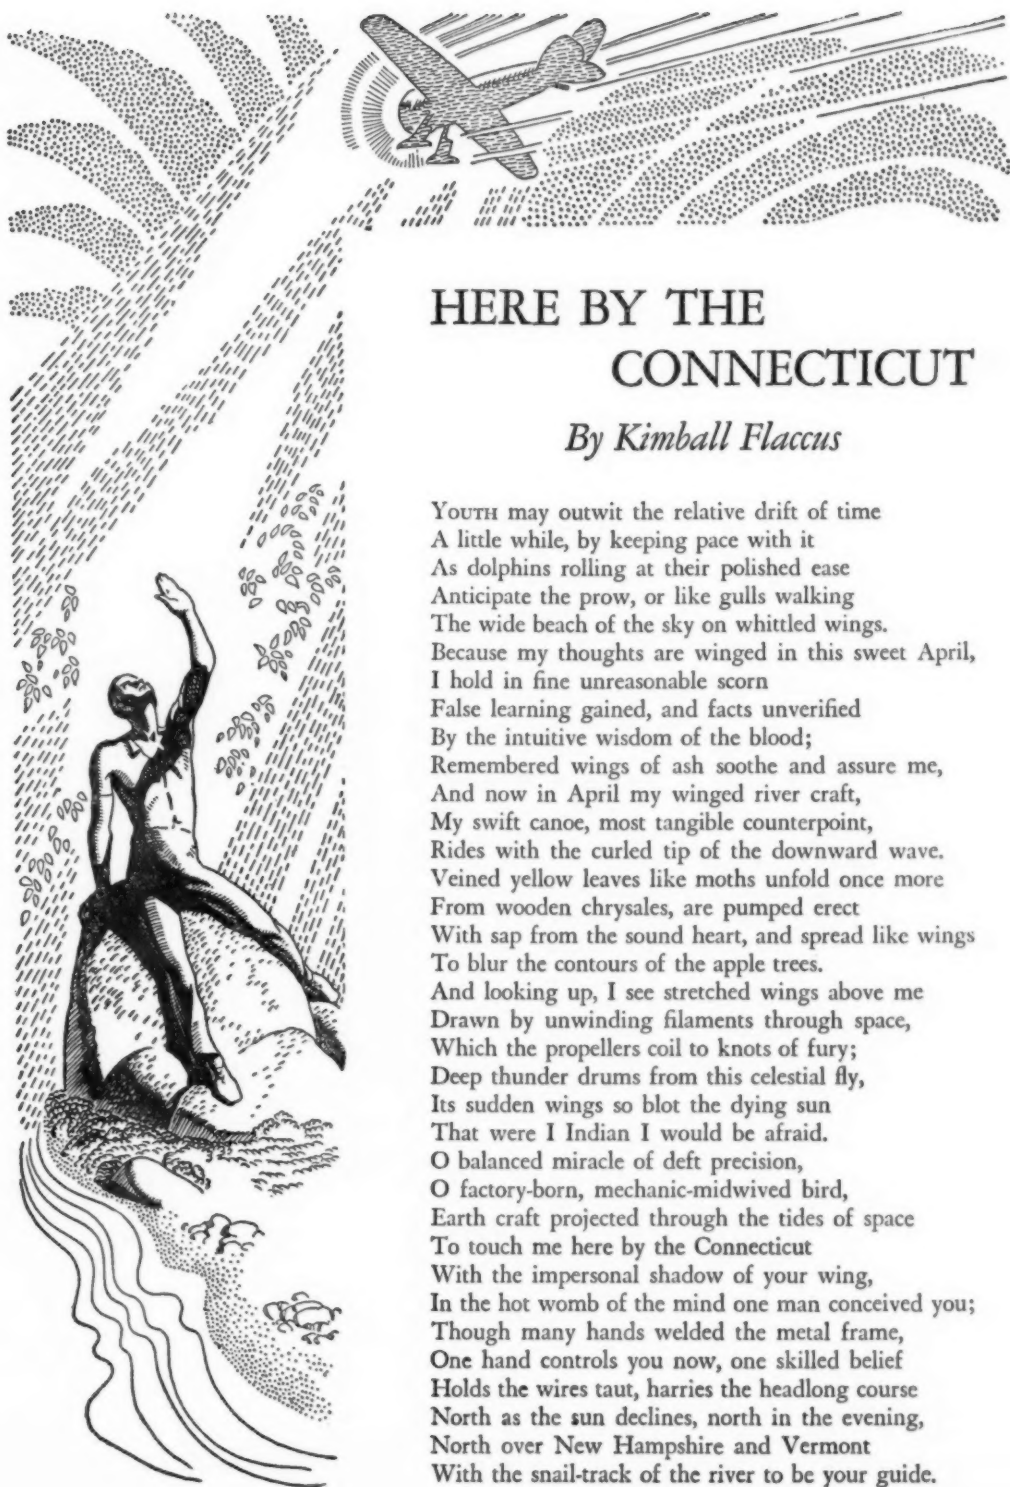 HERE BY THE
CONNECTICUT
By Kimball Flaccus
YOUTH may outwit the relative drift of time
A little while, by keeping pace with it
As dolphins rolling at their polished ease
Anticipate the prow, or like gulls walking
The wide beach of the sky on whittled wings.
Because my thoughts are winged in this sweet April,
I hold in fine unreasonable scorn
False learning gained, and facts unverified
By the intuitive wisdom of the blood;
Remembered wings of ash soothe and assure me,
And now in April my winged river craft,
My swift canoe, most tangible counterpoint,
Rides with the curled tip of the downward wave.
Veined yellow leaves like moths unfold once more
From wooden chrysales, are pumped erect
With sap from the sound heart, and spread like wings
To blur the contours of the apple trees.
And looking up, I see stretched wings above me
Drawn by unwinding filaments through space,
Which the propellers coil to knots of fury;
Deep thunder drums from this celestial fly,
Its sudden wings so blot the dying sun
That were I Indian I would be afraid.
O balanced miracle of deft precision,
O factory-born, mechanic-midwived bird,
Earth craft projected through the tides of space
To touch me here by the Connecticut
With the impersonal shadow of your wing,
In the hot womb of the mind one man conceived you;
Though many hands welded the metal frame,
One hand controls you now, one skilled belief
Holds the wires taut, harries the headlong course
North as the sun declines, north in the evening,
North over New Hampshire and Vermont
With the snail-track of the river to be your guide.